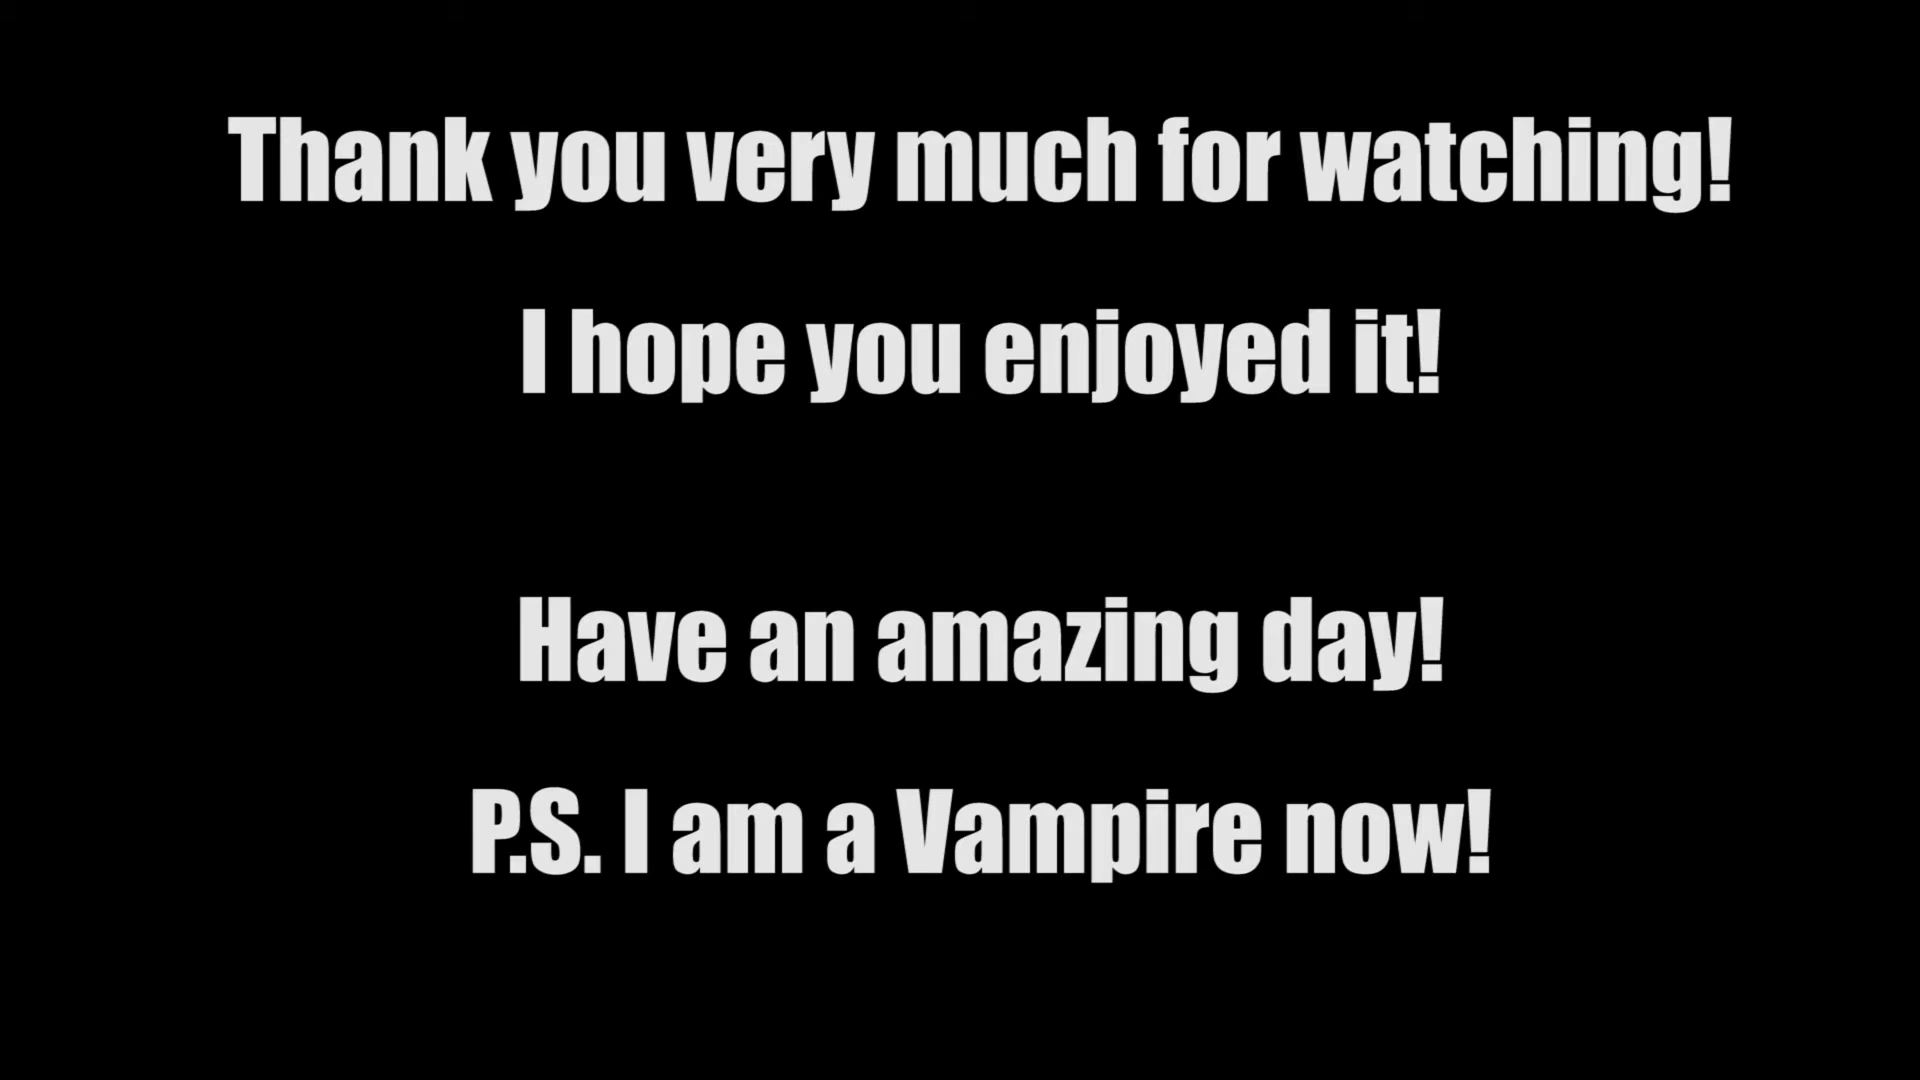 Thank you very much for watching!
I hope you enjoyed it!
Have an amazing day!
P.S. I am a Vampire now!